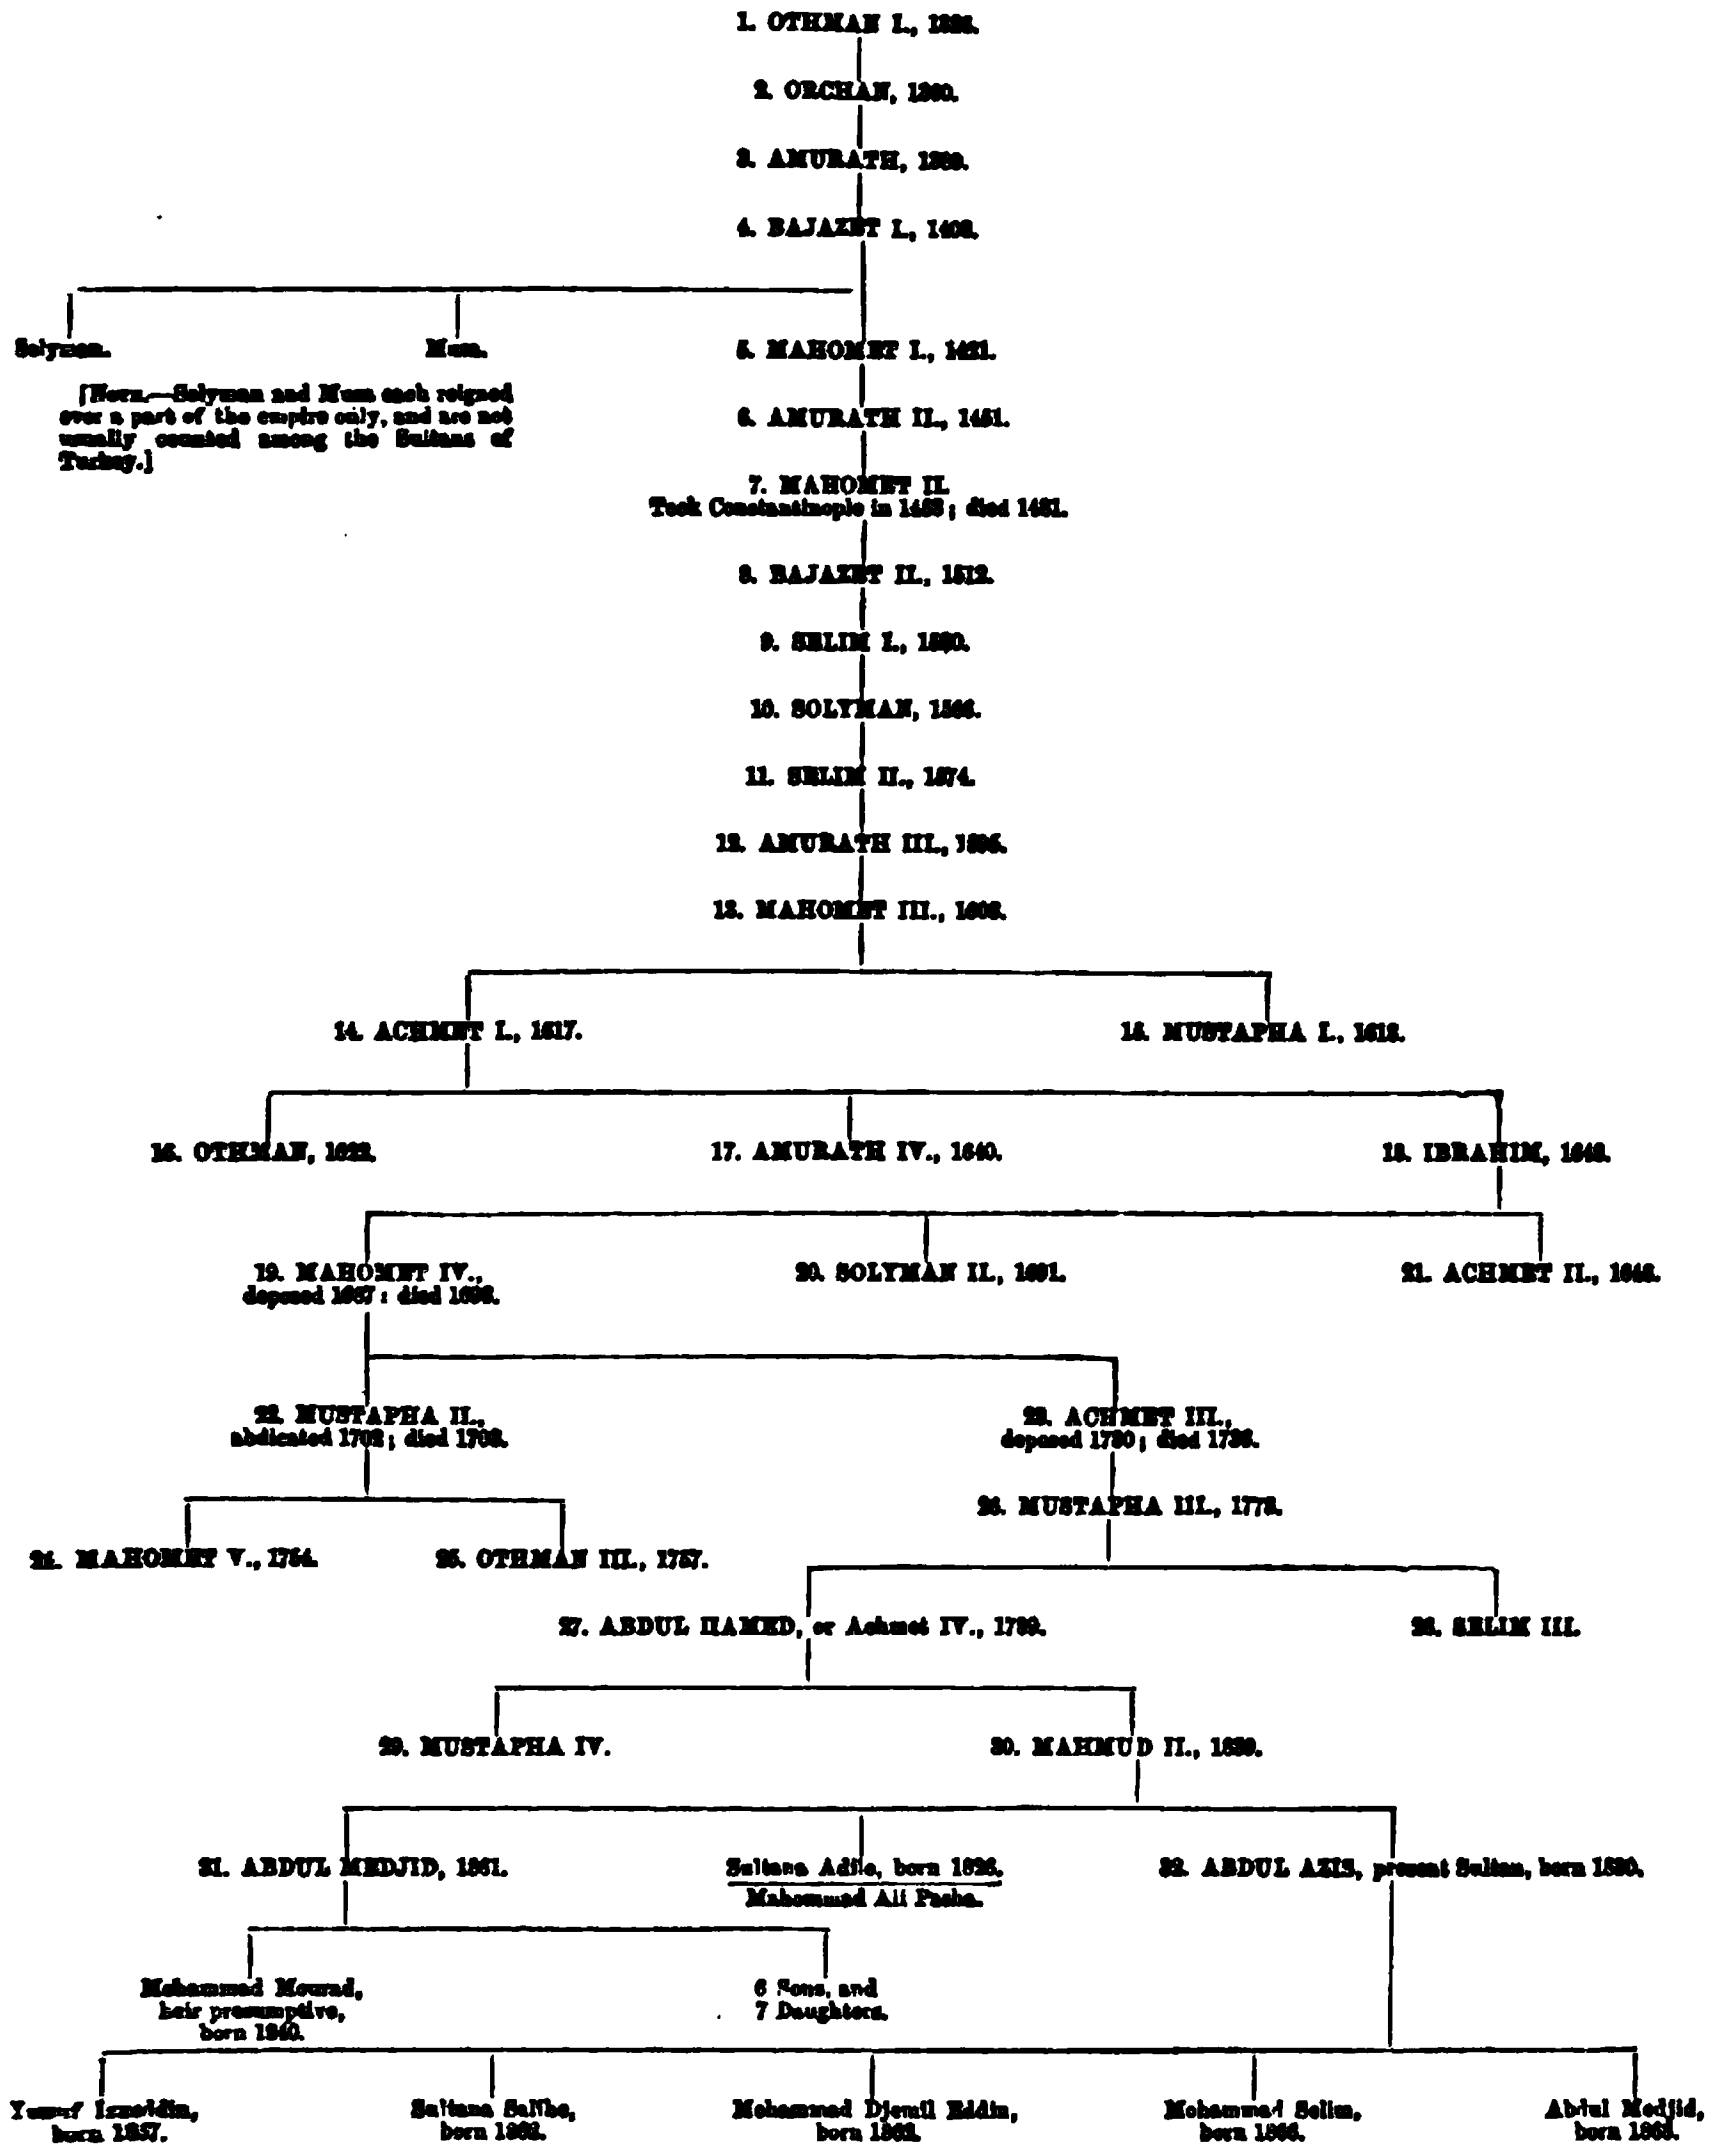 1. OTHMAN I., 1326.
2. ORCHAN, 1360.
3. AMURATH, 1389.
4. BAJAZET I., 1403.
Solyman.
Musa.
5. MAHOMET I., 1421.
[NOTE.—Solyman and Musa each reigned
over a part of the empire only, and are not
usually counted among the Sultans of
Turkey.]
6. AMURATH II., 1451.
7. MAHOMET II.
Took Constantinople in 1453; died 1481.
8. BAJAZET II., 1512.
9. SELIM I., 1520.
10. SOLYMAN, 1566.
11. SELIM II., 1574.
12. AMURATH III., 1595.
13. MAHOMET III., 1603.
14. ACHMET I., 1617.
15. MUSTAPHA I., 1618.
16. OTHMAN, 1622.
17. AMURATH IV., 1640.
18. IBRAHIM, 1648.
19. MAHOMET IV.,
deposed 1687: died
20. SOLYMAN II., 1691.
21. ACHMET II.,
22. MUSTAPHA II.,
abdicated 1702; died 1703.
23. ACHMET III.,
deposed 1730; died 1736.
24. MAHOMET V., 1754.
25. OTHMAN III., 1757.
26. MUSTAPHA III., 1773.
27. ABDUL HAMED, or Achmet IV., 1789.
28. SELIM III.
29. MUSTAPHA IV.
30. MAHMUD II., 1839.
31. ABDUL MEDJID, 1861.
Sultana Adile, born 1826.
Mahommad Ali Pasha.
32. ABDUL AZIS, present Sultan, born 1830.
Mohammad Mourad,
heir presumptive,
born 1840.
6 Sons, and
7 Daughters.
Yussuf Izzeddin,
born 1857.
Sultana Salihe,
born 1862.
Mohammad Djemil Eddin,
born 1862.
Mohammad Selim,
born 1866.
Abdul Medjid,
born 1868.